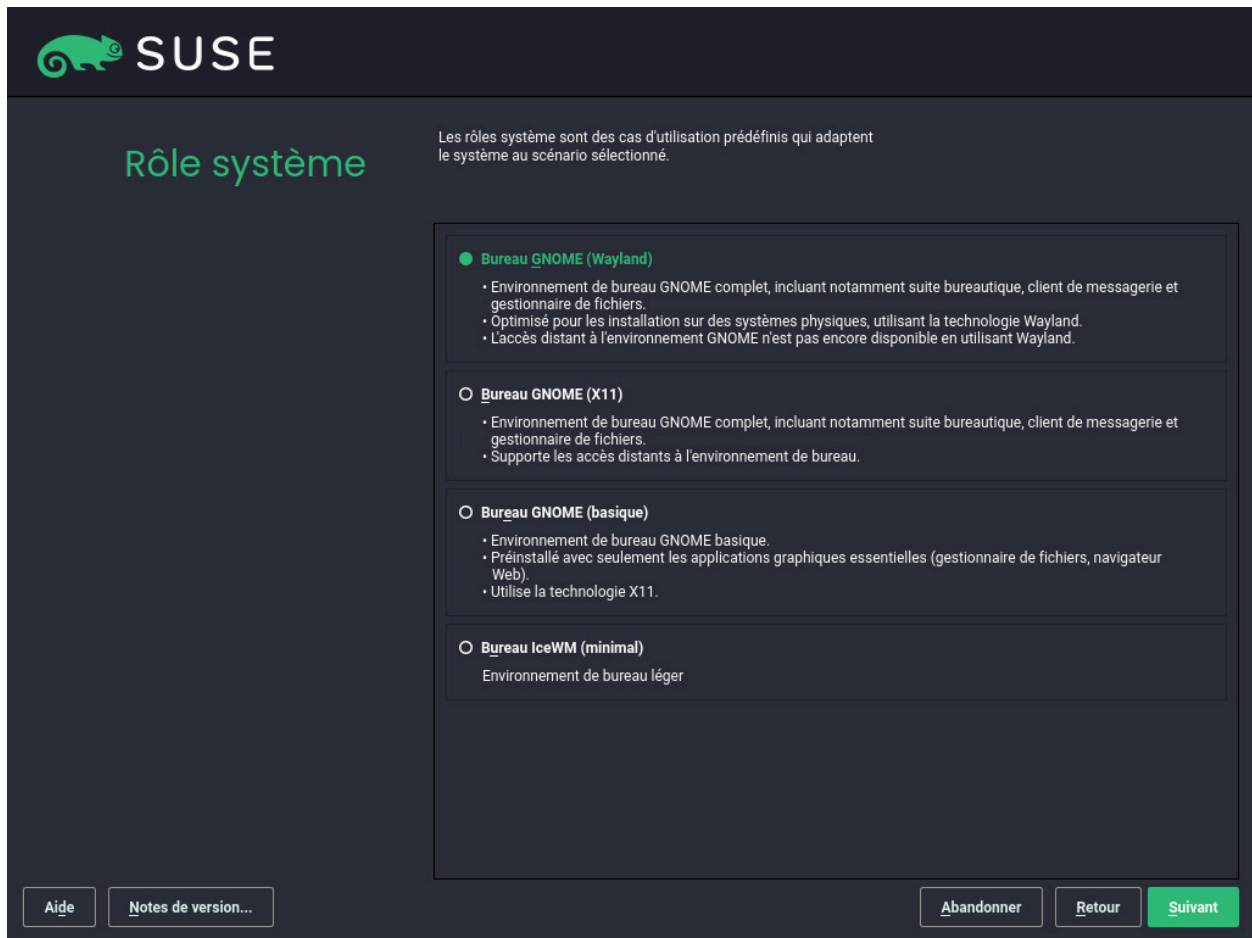 SUSE
Rôle système
Les rôles système sont des cas d'utilisation prédéfinis qui adaptent
le système au scénario sélectionné.
Bureau GNOME (Wayland)
• Environnement de bureau GNOME complet, incluant notamment suite bureautique, client de messagerie et
gestionnaire de fichiers.
• Optimisé pour les installation sur des systèmes physiques, utilisant la technologie Wayland.
• L'accès distant à l'environnement GNOME n'est pas encore disponible en utilisant Wayland.
Bureau GNOME (X11)
• Environnement de bureau GNOME complet, incluant notamment suite bureautique, client de messagerie et
gestionnaire de fichiers.
• Supporte les accès distants à l'environnement de bureau.
Bureau GNOME (basique)
• Environnement de bureau GNOME basique.
• Préinstallé avec seulement les applications graphiques essentielles (gestionnaire de fichiers, navigateur
Web).
• Utilise la technologie X11.
Bureau IceWM (minimal)
Environnement de bureau léger
Aide
Notes de version...
Abandonner
Retour
Suivant